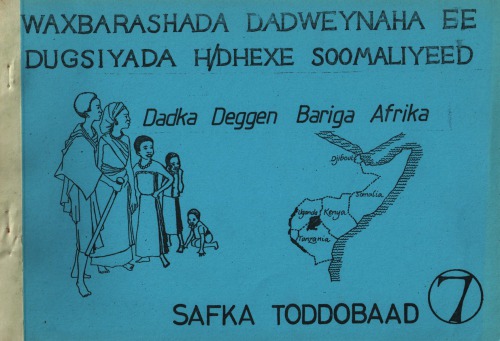 WAXBARASHADA DADWEYNAHA EE
DUGSIYADA H/DHEXE SOOMALIYEED
Dadka Deggen Bariga Afrika
Djibouti
Somalia
Uganda Kenya
Tanzania
SAFKA TODDOBAAD 7